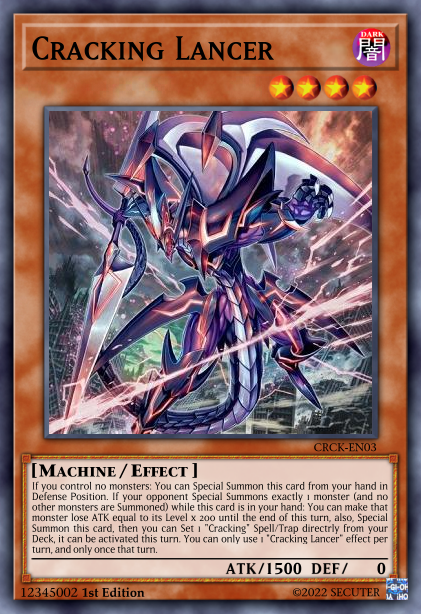 Cracking Lancer
DARK
闇
CRCK-EN03
[Machine / Effect ]
If you control no monsters: You can Special Summon this card from your hand in
Defense Position. If your opponent Special Summons exactly 1 monster (and no
other monsters are Summoned) while this card is in your hand: You can make that
monster lose ATK equal to its Level x 200 until the end of this turn, also, Special
Summon this card, then you can Set 1 "Cracking" Spell/Trap directly from your
Deck, it can be activated this turn. You can only use 1 "Cracking Lancer" effect per
turn, and only once that turn.
ATK/1500 DEF/ 0
12345002 1st Edition ©2022 SECUTER